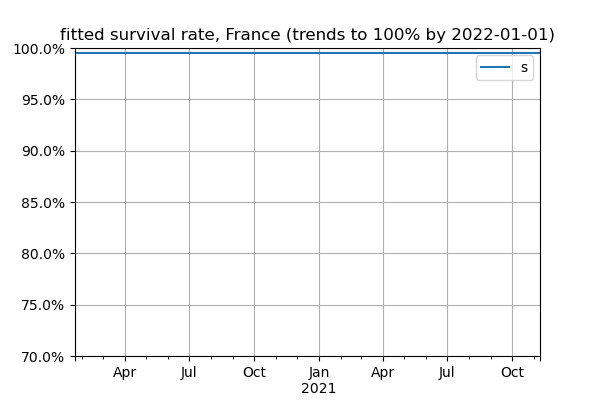 fitted survival rate, France (trends to 100% by 2022-01-01)
100.0%
s
95.0%
90.0%
85.0%
80.0%
75.0%
70.0%
Apr Jul Oct Jan Apr Jul Oct
2021